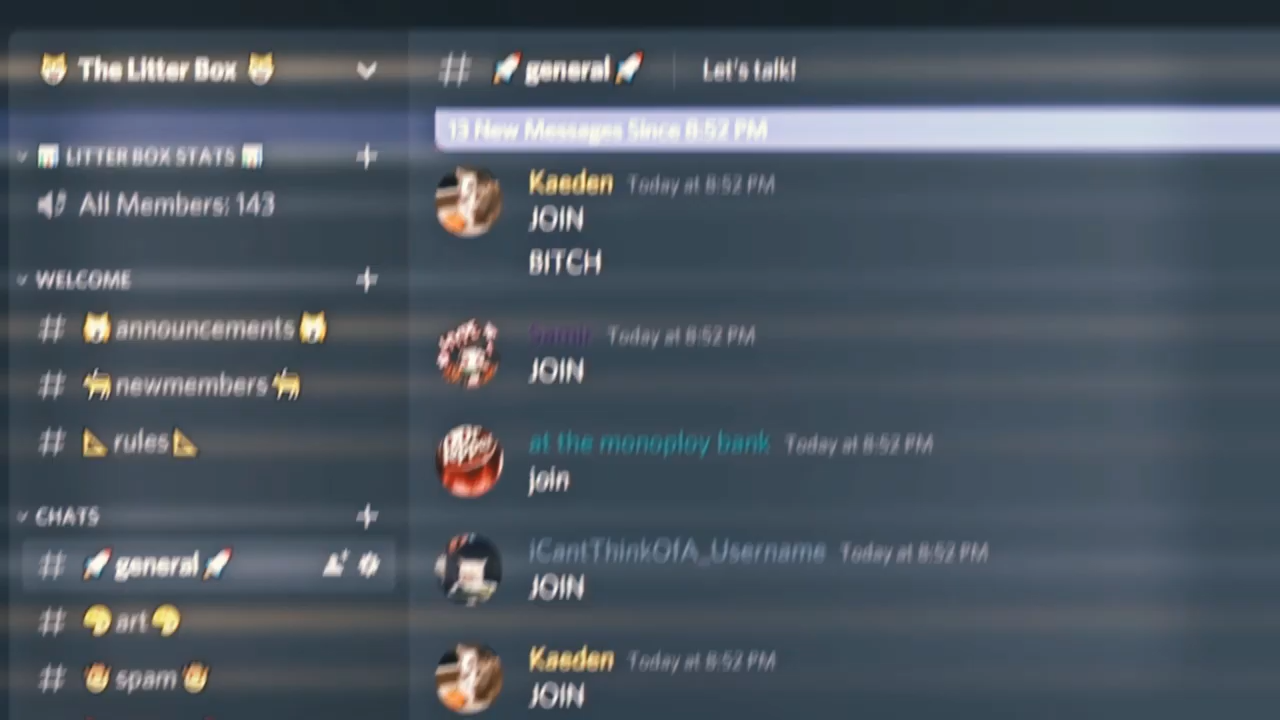 The Litter Box
LITTER BOX STATS
All Members: 143
WELCOME
# announcements
# newmembers
# rules
CHATS
# general
# art
# spam
# general
Let's talk!
13 New Messages Since 8:52 PM
Kaeden Today at 8:52 PM
JOIN
BITCH
Today at 8:52 PM
JOIN
at the monoploy bank Today at 8:52 PM
join
iCantThinkOfA_Username Today at 8:52 PM
JOIN
Kaeden Today at 8:52 PM
JOIN